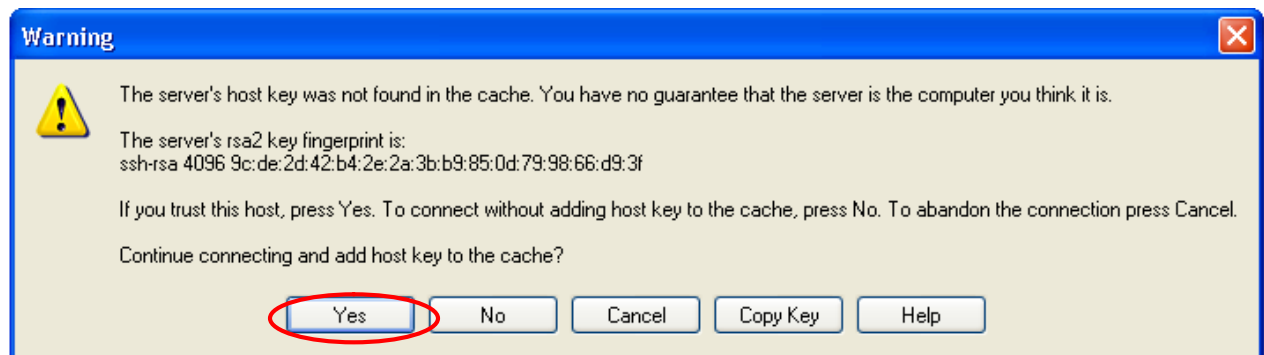 Warning
The server's host key was not found in the cache. You have no guarantee that the server is the computer you think it is.
The server's rsa2 key fingerprint is:
ssh-rsa 4096 9c:de:2d:42:b4:2e:2a:3b:b9:85:0d:79:98:66:d9:3f
If you trust this host, press Yes. To connect without adding host key to the cache, press No. To abandon the connection press Cancel.
Continue connecting and add host key to the cache?
Yes No Cancel Copy Key Help